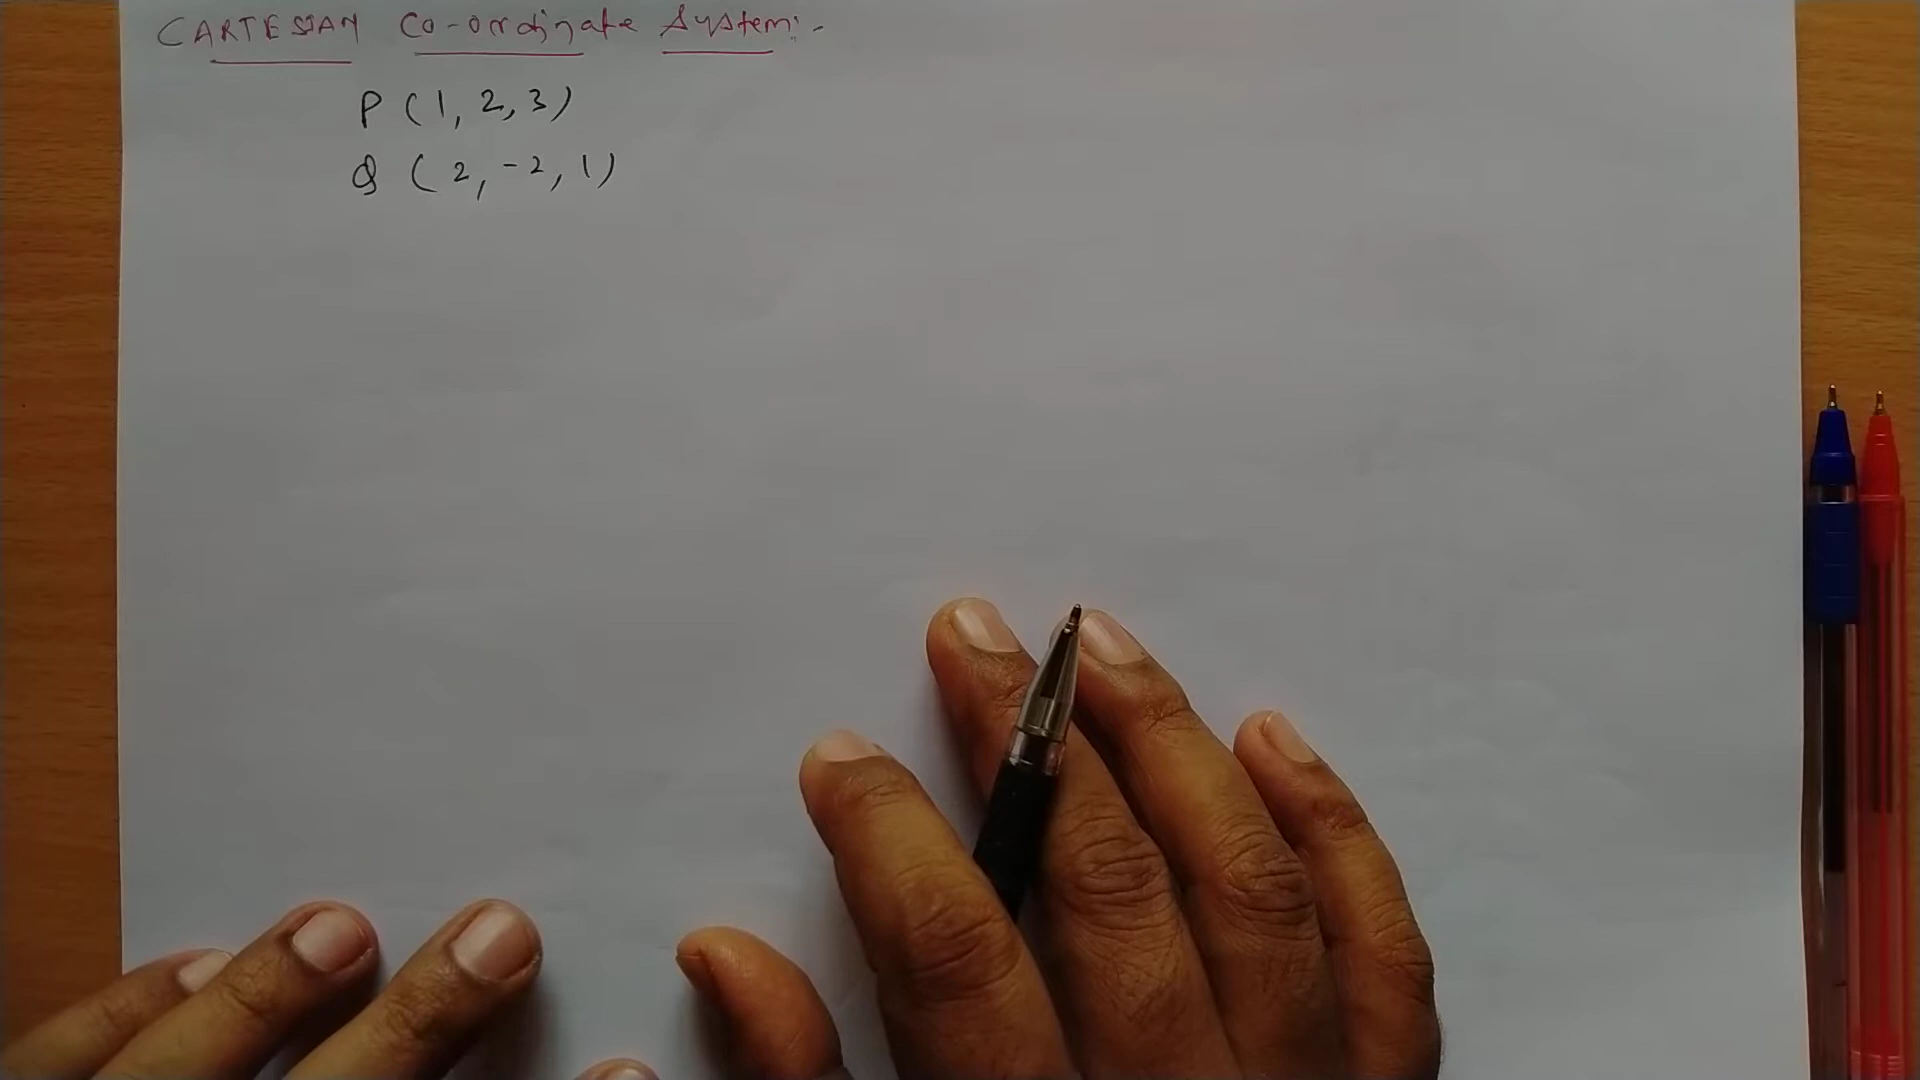 CARTESIAN Co-ordinate System:-
P (1, 2, 3)
Q (2, -2, 1)